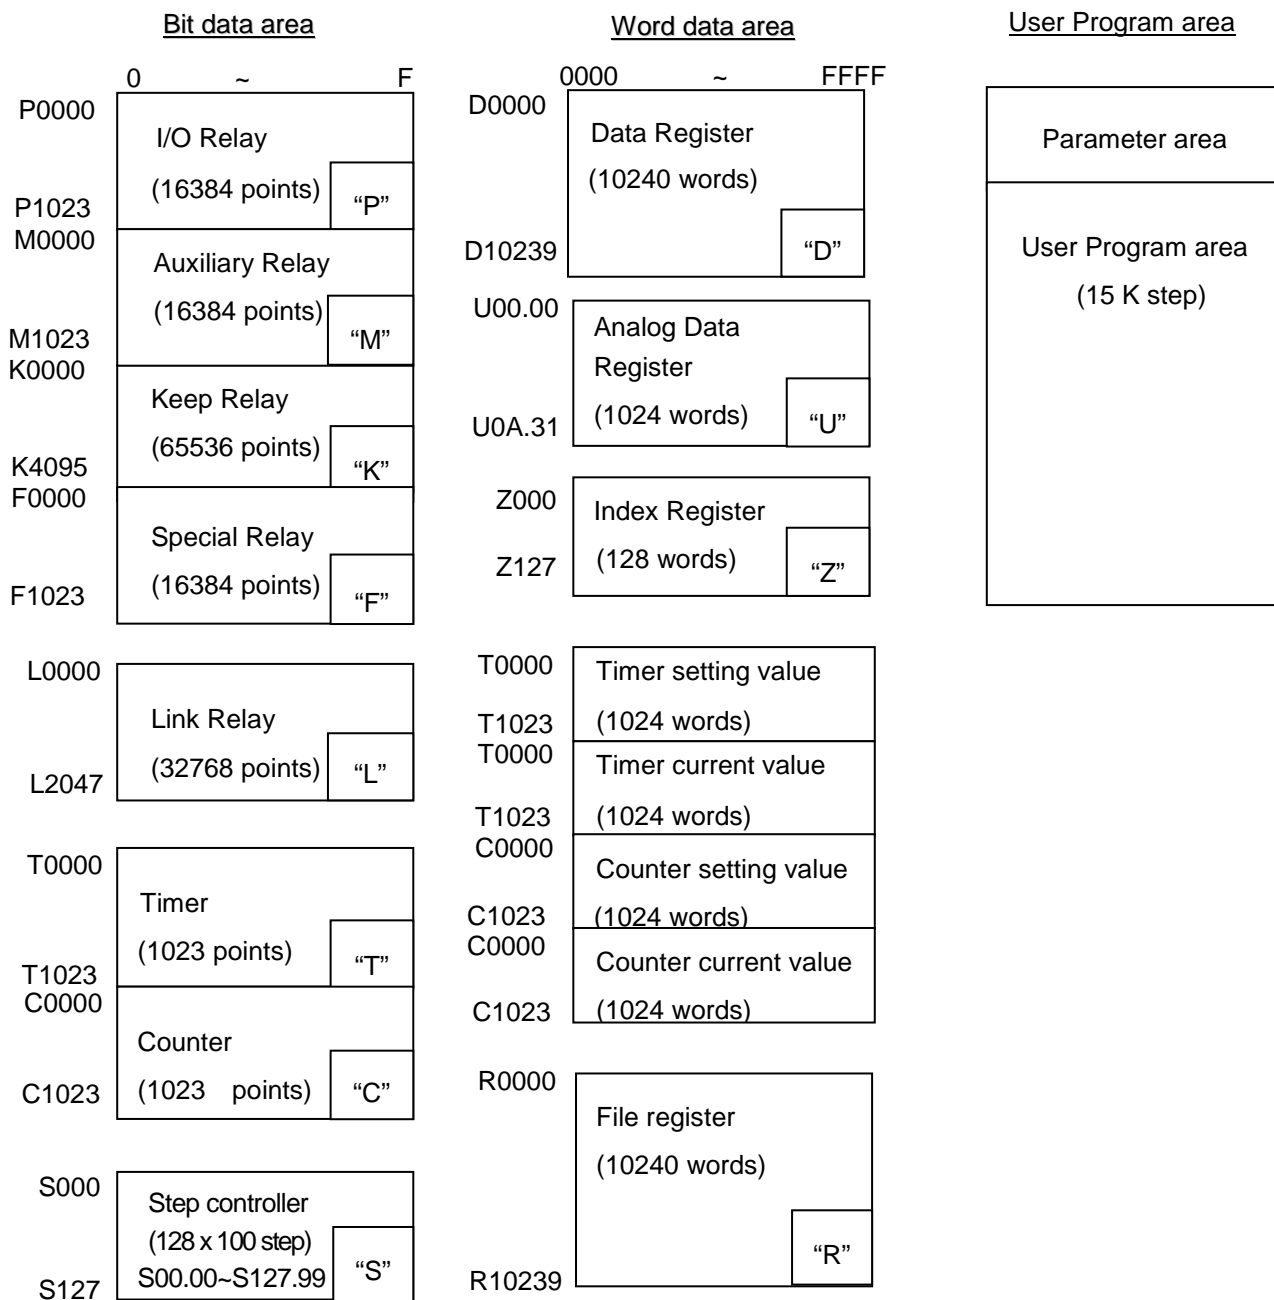 Bit data area
0 ~ F
P0000
I/O Relay
(16384 points)
“P”
P1023
M0000
Auxiliary Relay
(16384 points)
“M”
M1023
K0000
Keep Relay
(65536 points)
“K”
K4095
F0000
Special Relay
(16384 points)
“F”
F1023
L0000
Link Relay
(32768 points)
“L”
L2047
T0000
Timer
(1023 points)
“T”
T1023
C0000
Counter
(1023 points)
“C”
C1023
S000
Step controller
(128 x 100 step)
S00.00~S127.99
“S”
S127
Word data area
0000 ~ FFFF
D0000
Data Register
(10240 words)
“D”
D10239
U00.00
Analog Data
Register
(1024 words)
“U”
U0A.31
Z000
Index Register
(128 words)
“Z”
Z127
T0000
Timer setting value
(1024 words)
T1023
T0000
Timer current value
(1024 words)
T1023
C0000
Counter setting value
(1024 words)
C1023
C0000
Counter current value
(1024 words)
C1023
R0000
File register
(10240 words)
“R”
R10239
User Program area
Parameter area
User Program area
(15 K step)